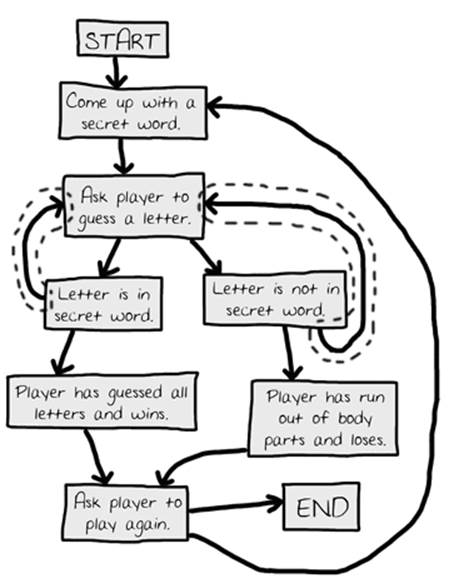 START
Come up with a
secret word.
Ask player to
guess a letter.
Letter is in
secret word.
Letter is not in
secret word.
Player has guessed all
letters and wins.
Player has run
out of body
parts and loses.
Ask player to
play again.
END